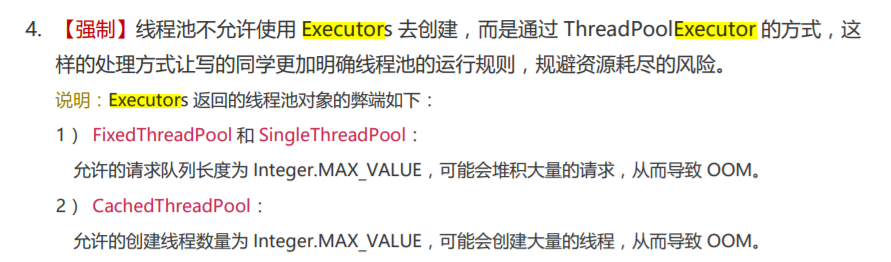 4. 【强制】线程池不允许使用 Executors 去创建，而是通过 ThreadPoolExecutor 的方式，这
样的处理方式让写的同学更加明确线程池的运行规则，规避资源耗尽的风险。
说明：Executors 返回的线程池对象的弊端如下：
1） FixedThreadPool 和 SingleThreadPool：
允许的请求队列长度为 Integer.MAX_VALUE，可能会堆积大量的请求，从而导致 OOM。
2） CachedThreadPool：
允许的创建线程数量为 Integer.MAX_VALUE，可能会创建大量的线程，从而导致 OOM。